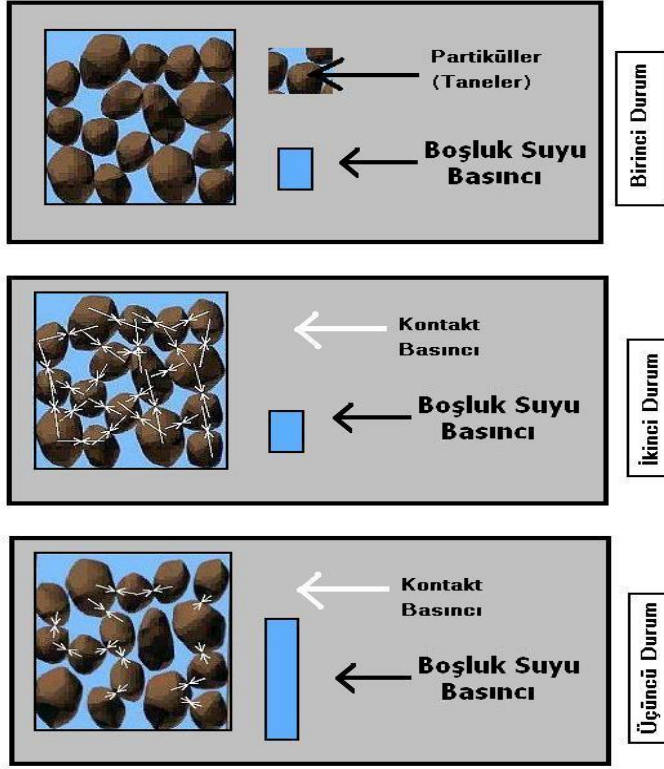 Partiküller
(Taneler)
Boşluk Suyu
Basıncı
Birinci Durum
Kontakt
Basıncı
Boşluk Suyu
Basıncı
İkinci Durum
Kontakt
Basıncı
Boşluk Suyu
Basıncı
Üçüncü Durum